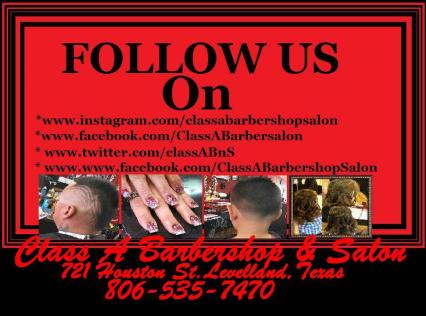 FOLLOW US
On
*www.instagram.com/classabarbershopsalon
*www.facebook.com/ClassABarbersalon
* www.twitter.com/classABnS
* www.www.facebook.com/ClassABarbershopSalon
Class A Barbershop & Salon
721 Houston St. Levelland, Texas
806-535-7470